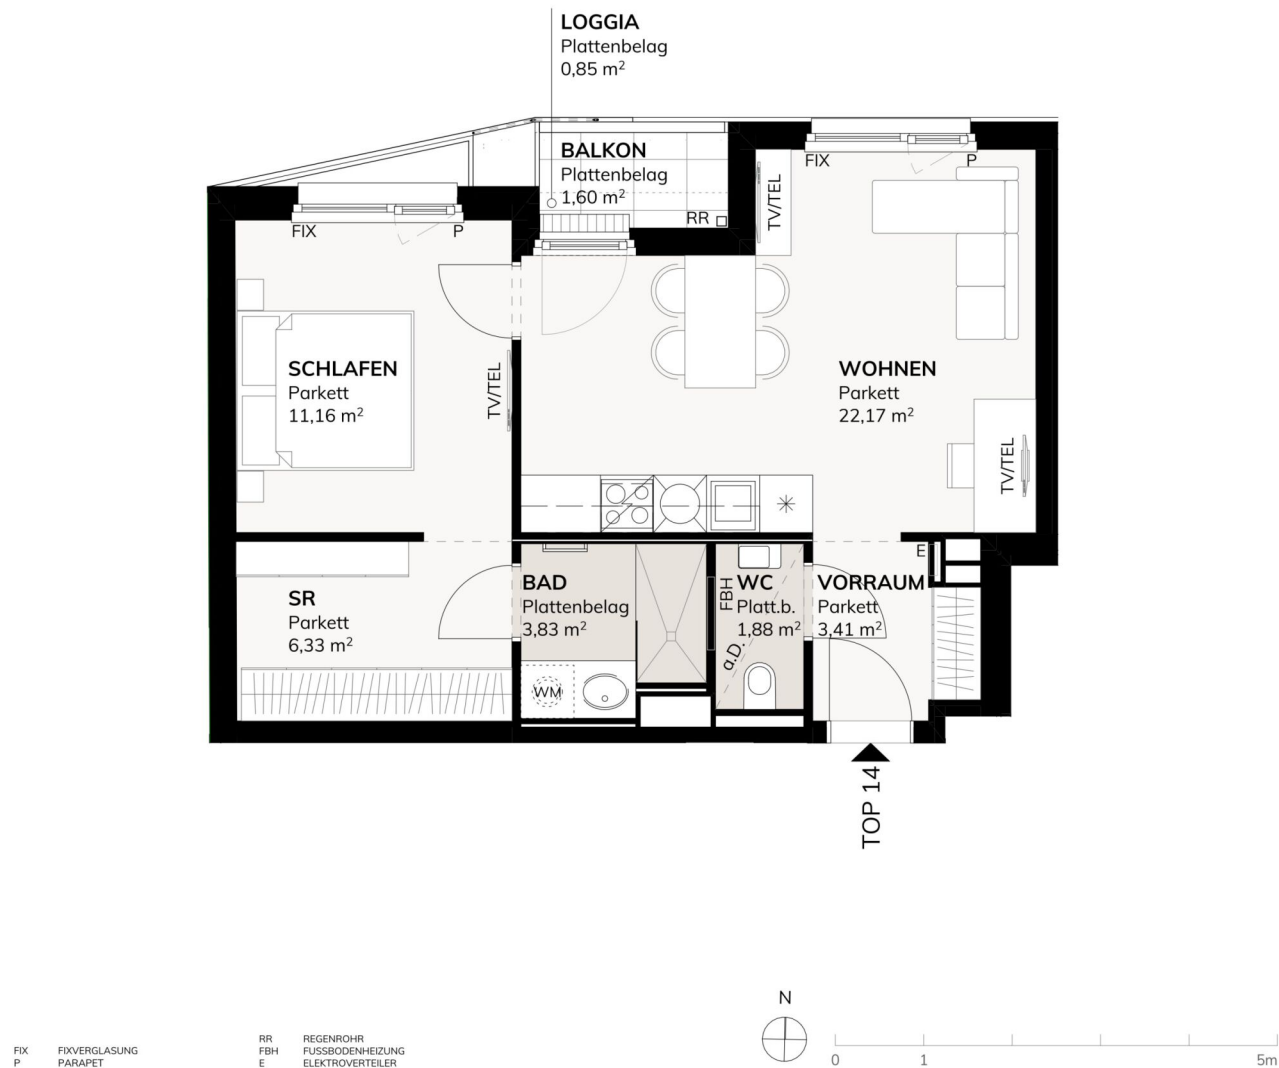 LOGGIA
Plattenbelag
0,85 m²
BALKON
Plattenbelag
1,60 m²
RR
FIX
P
TV/TEL
FIX
P
SCHLAFEN
Parkett
11,16 m²
TV/TEL
WOHNEN
Parkett
22,17 m²
TV/TEL
SR
Parkett
6,33 m²
BAD
Plattenbelag
3,83 m²
WM
FBH
WC
Platt.b.
1,88 m²
a.D.
VORRAUM
Parkett
3,41 m²
E
TOP 14
N
0 1 5m
FIX FIXVERGLASUNG
P PARAPET
RR REGENROHR
FBH FUSSBODENHEIZUNG
E ELEKTROVERTEILER